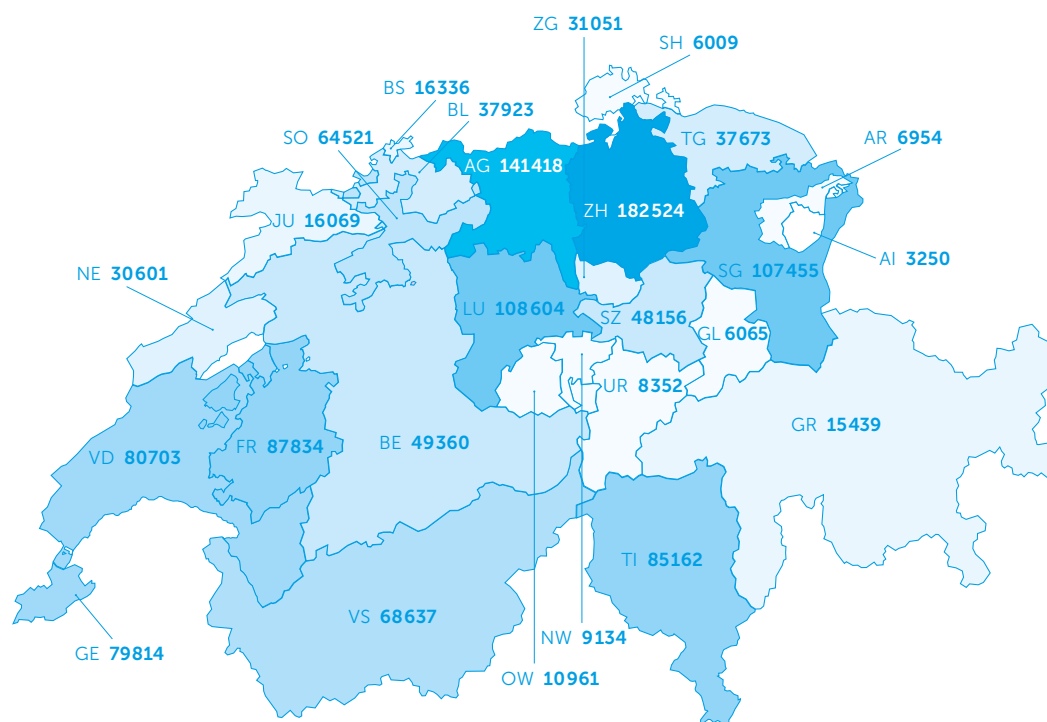 ZG 31051
SH 6009
BS 16336
BL 37923
SO 64521
TG 37673
AR 6954
AG 141418
ZH 182524
JU 16069
AI 3250
NE 30601
SG 107455
LU 108604
SZ 48156
GL 6065
UR 8352
GR 15439
FR 87834
BE 49360
VD 80703
TI 85162
VS 68637
NW 9134
GE 79814
OW 10961